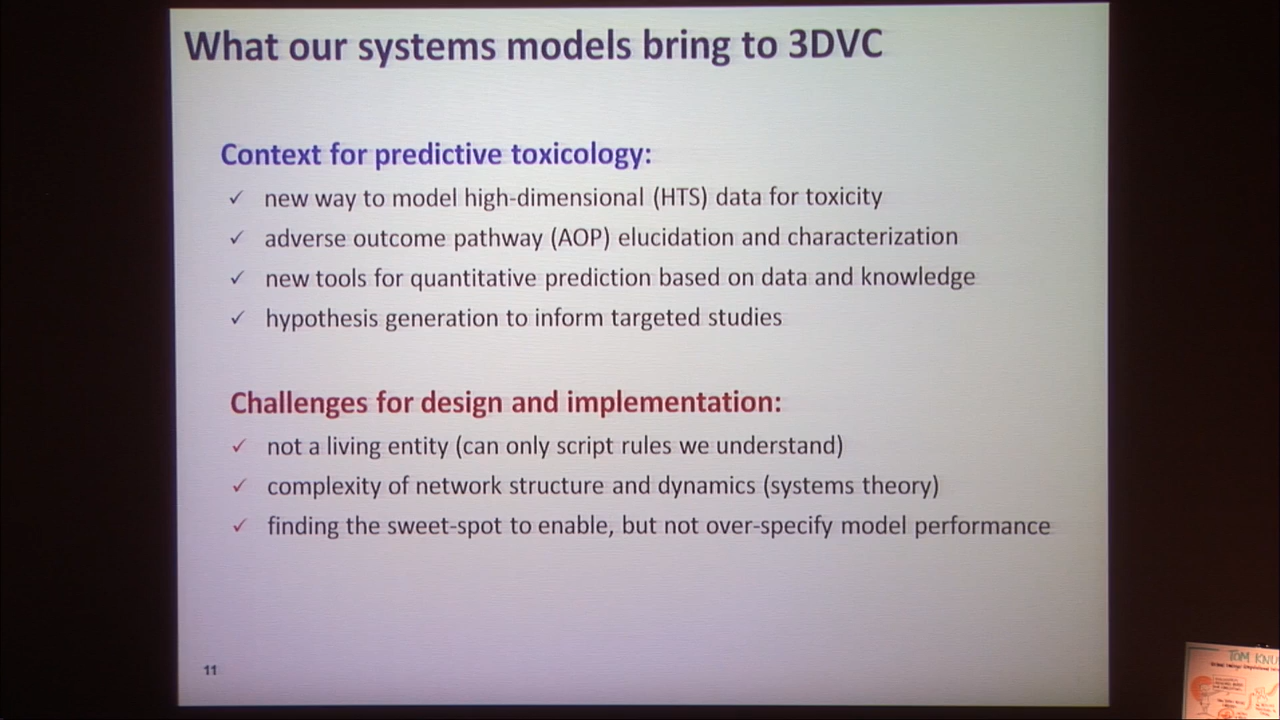 What our systems models bring to 3DVC
Context for predictive toxicology:
✓ new way to model high-dimensional (HTS) data for toxicity
✓ adverse outcome pathway (AOP) elucidation and characterization
✓ new tools for quantitative prediction based on data and knowledge
✓ hypothesis generation to inform targeted studies
Challenges for design and implementation:
✓ not a living entity (can only script rules we understand)
✓ complexity of network structure and dynamics (systems theory)
✓ finding the sweet-spot to enable, but not over-specify model performance
11
TOM KNU